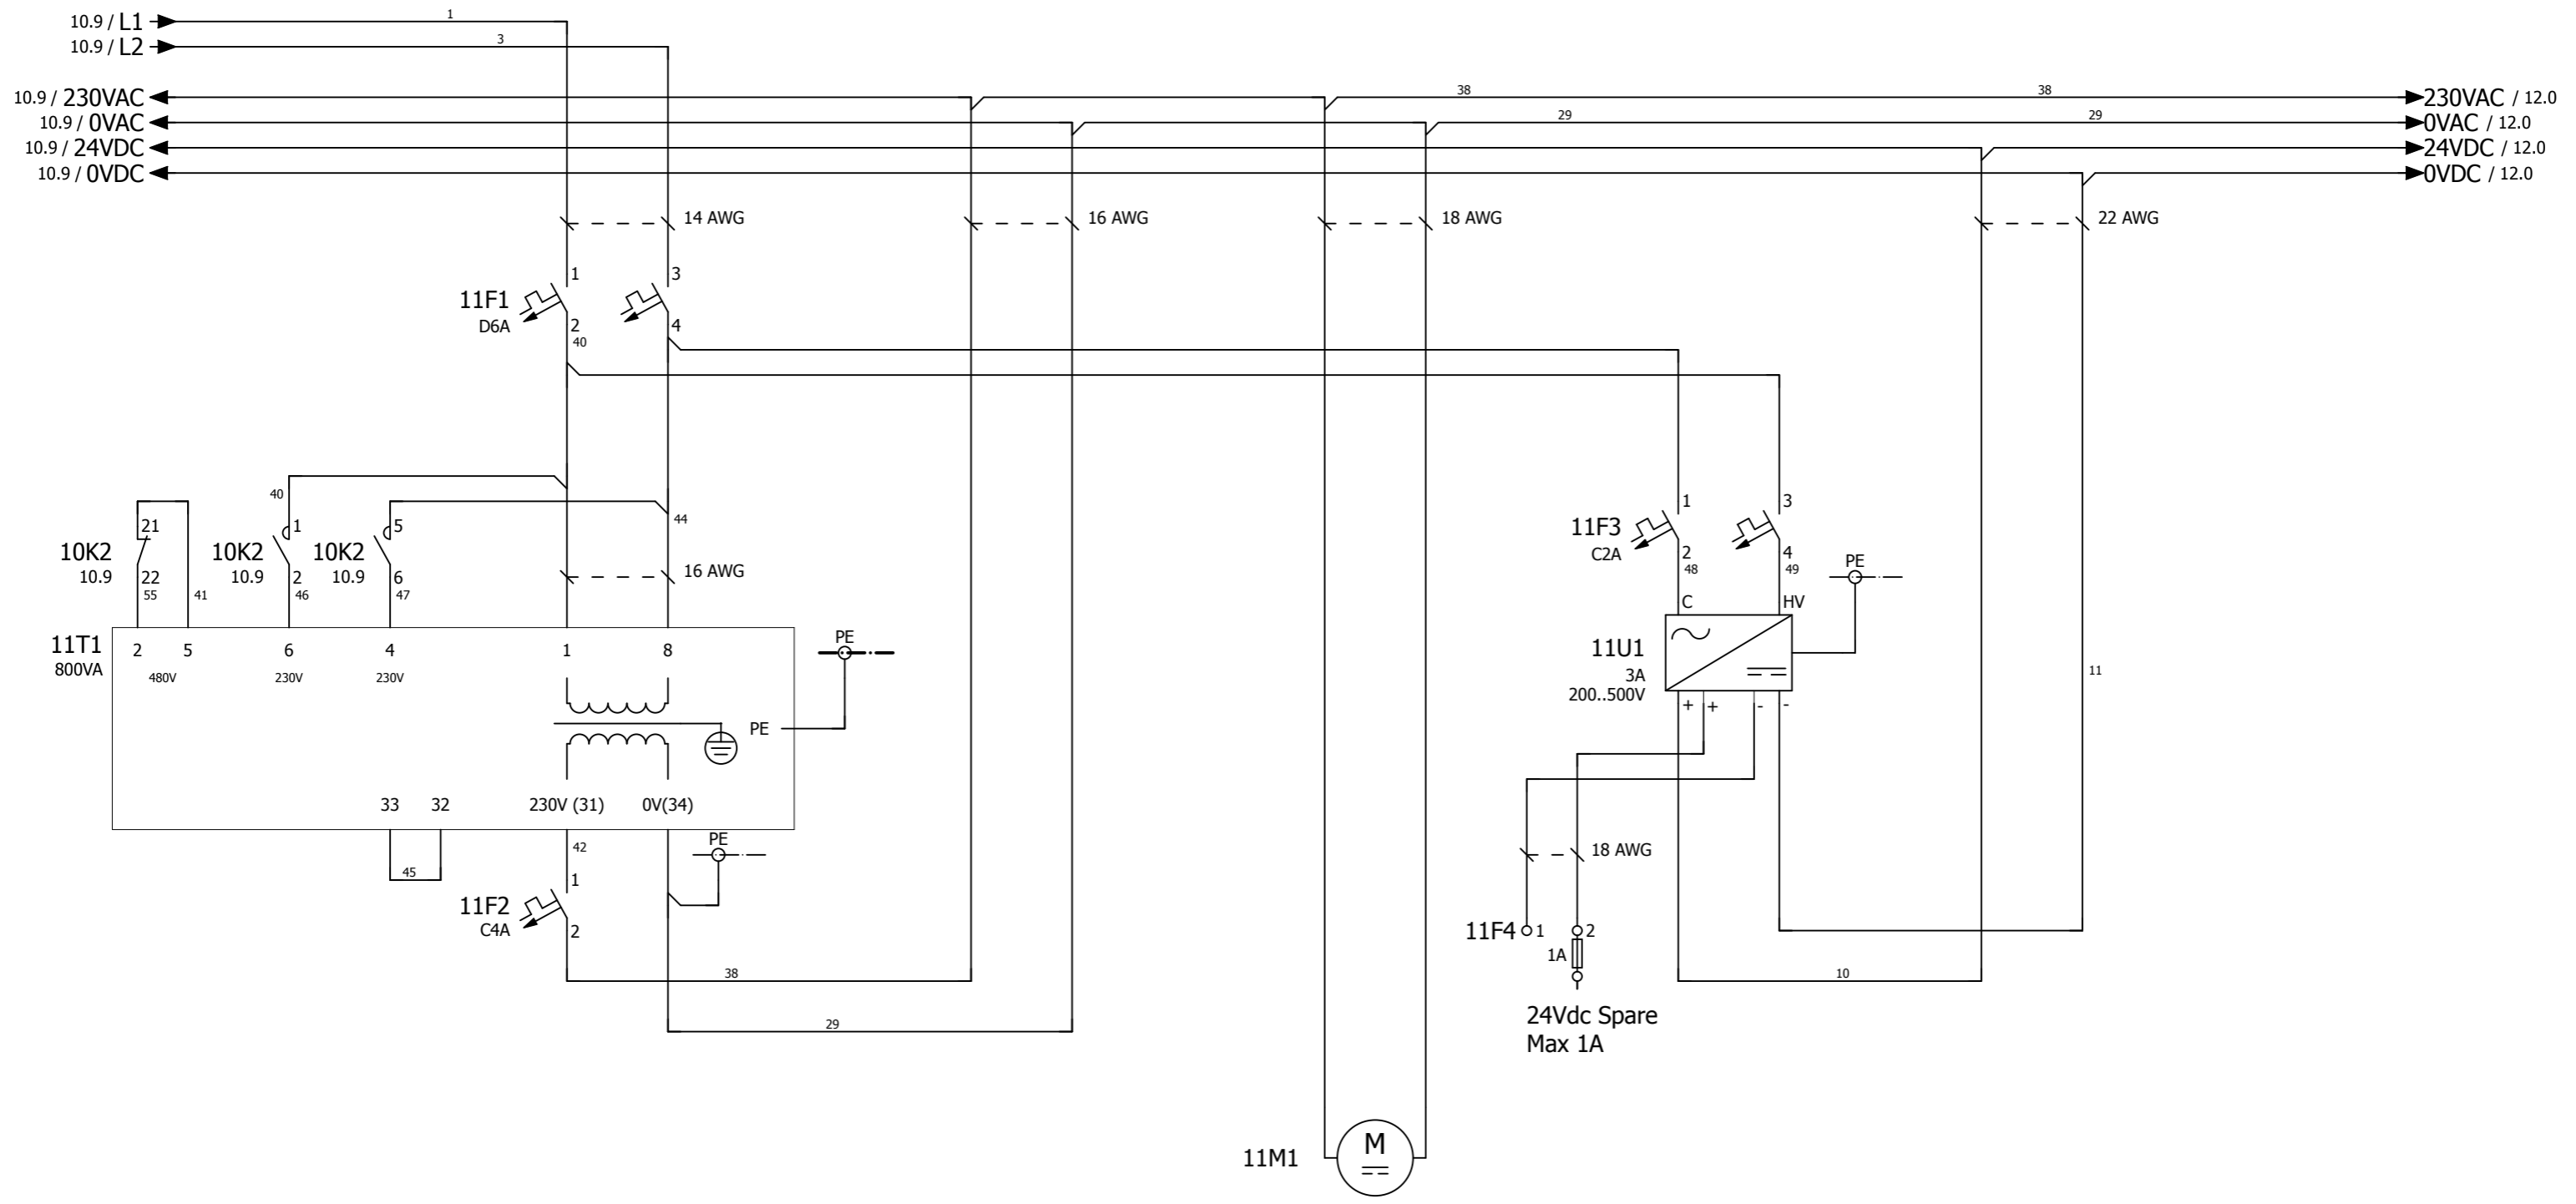 10.9 / L1
1
10.9 / L2
3
10.9 / 230VAC
38
38
230VAC / 12.0
10.9 / 0VAC
29
29
0VAC / 12.0
10.9 / 24VDC
24VDC / 12.0
10.9 / 0VDC
0VDC / 12.0
14 AWG
16 AWG
18 AWG
22 AWG
1
3
11F1
D6A
2
4
40
40
44
21
1
5
10K2
10.9
10K2
10.9
10K2
10.9
22
2
6
55
41
46
47
16 AWG
1
3
11F3
C2A
2
4
48
49
PE
C
HV
11T1
800VA
2
5
6
4
1
8
480V
230V
230V
PE
PE
11U1
3A
200..500V
+
+
-
-
11
33
32
230V (31)
0V(34)
42
45
PE
1
11F2
C4A
2
38
29
18 AWG
11F4
1
2
1A
10
24Vdc Spare
Max 1A
11M1
M